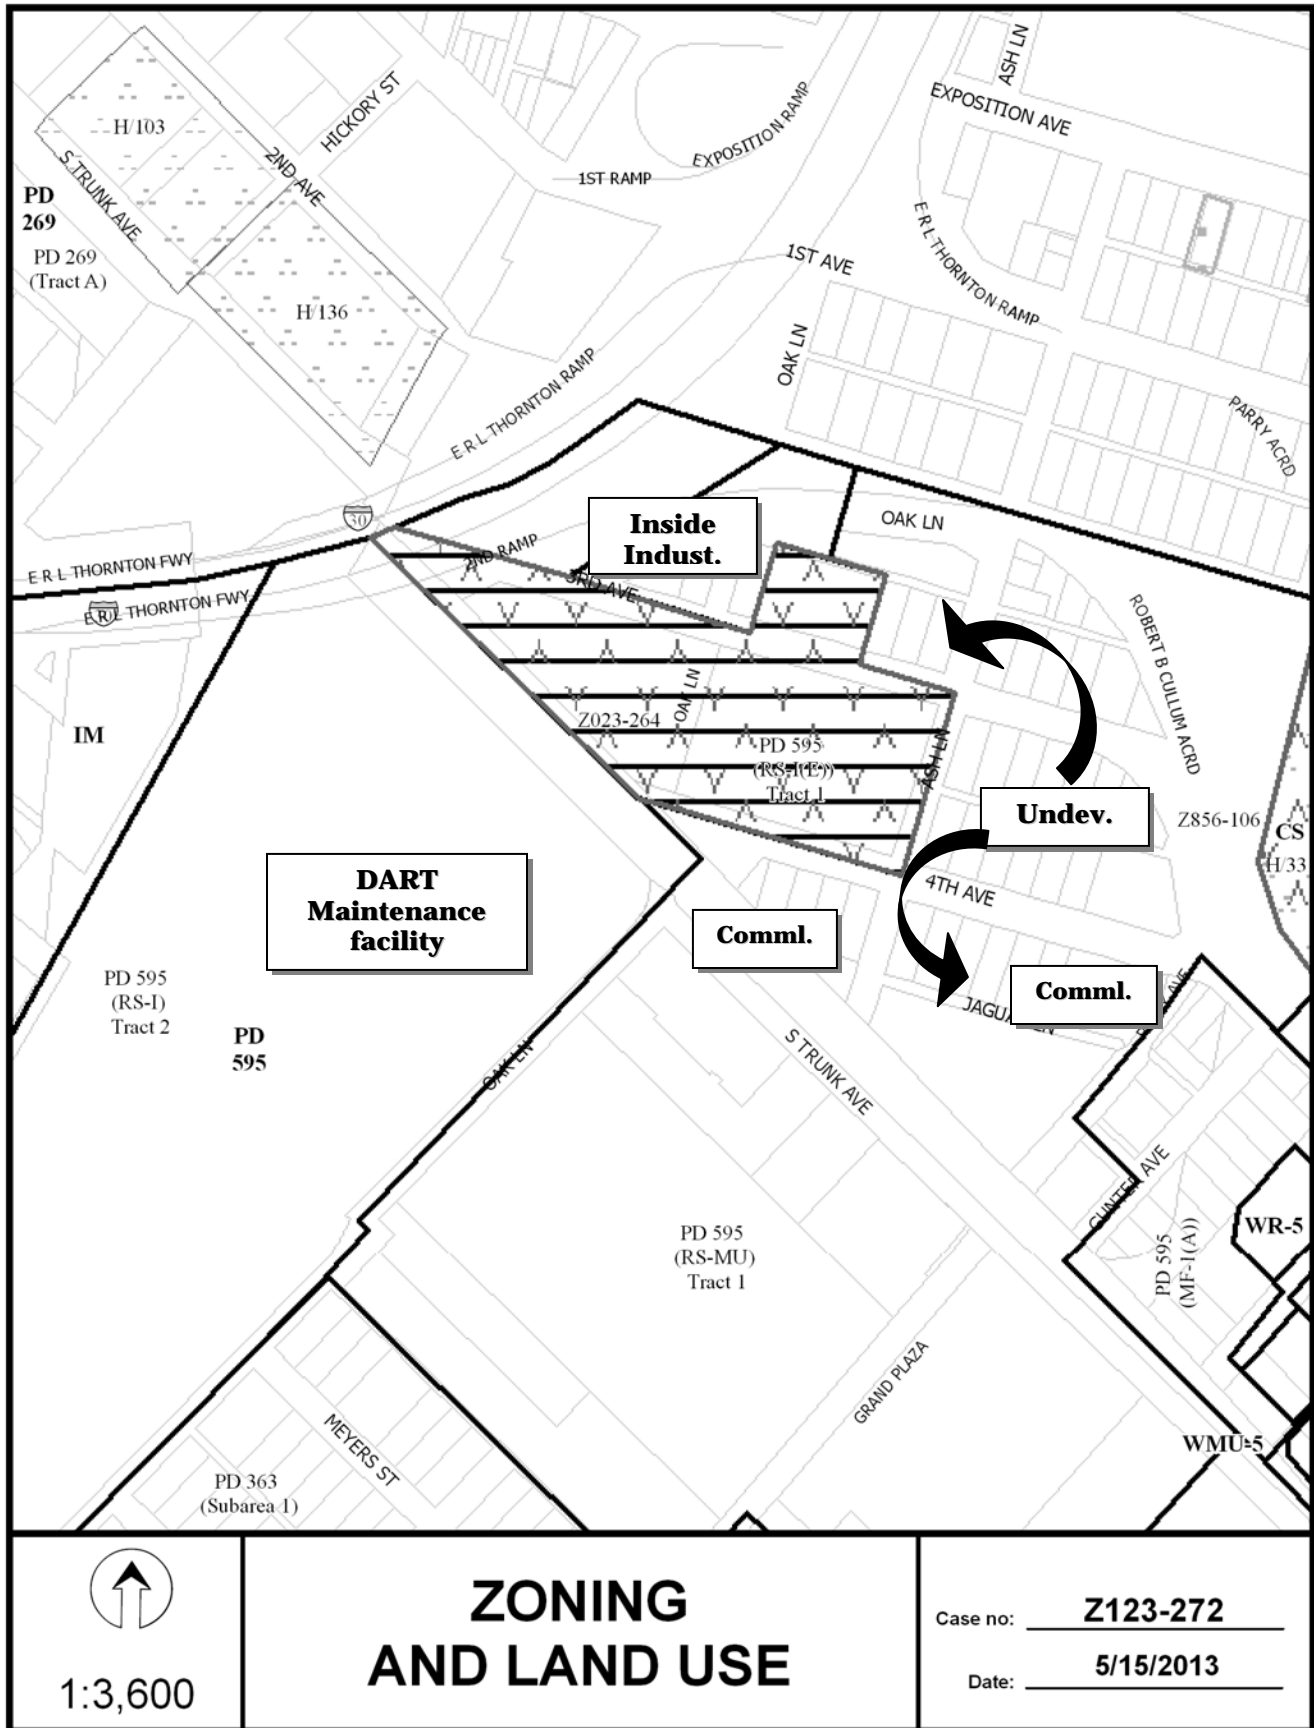 ASH LN
EXPOSITION AVE
HICKORY ST
EXPOSITION RAMP
H/103
2ND AVE
S TRUNK AVE
1ST RAMP
PD
269
PD 269
(Tract A)
1ST AVE
E R L THORNTON RAMP
H/136
OAK LN
E R L THORNTON RAMP
PARRY ACRD
30
Inside
Indust.
OAK LN
2ND RAMP
3RD AVE
E R L THORNTON FWY
E R L THORNTON FWY
ROBERT B CULLUM ACRD
OAK LN
Z023-264
IM
PD 595
(RS-I(E))
Tract 1
ASH LN
Undev.
Z856-106
CS
H/33
DART
Maintenance
facility
4TH AVE
Comml.
Comml.
PD 595
(RS-I)
Tract 2
PD
595
OAK LN
S TRUNK AVE
GUNTER AVE
WR-5
PD 595
(MF-1(A))
PD 595
(RS-MU)
Tract 1
GRAND PLAZA
MEYERS ST
WMU-5
PD 363
(Subarea 1)
1:3,600
ZONING
AND LAND USE
Case no: Z123-272
Date: 5/15/2013